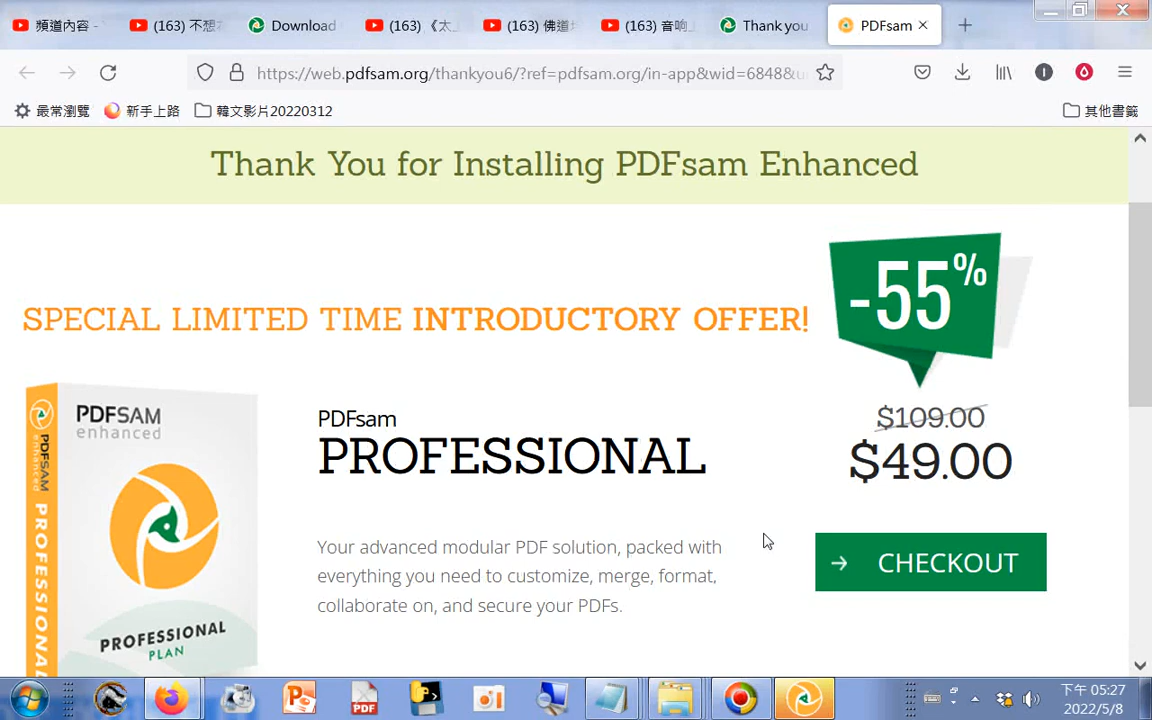 頻道內容 -
(163) 不想
Download
(163) 《太
(163) 佛道
(163) 音响
Thank you
PDFsam
https://web.pdfsam.org/thankyou6/?ref=pdfsam.org/in-app&wid=6848&u
最常瀏覽
新手上路
韓文影片20220312
其他書籤
Thank You for Installing PDFsam Enhanced
-55%
SPECIAL LIMITED TIME INTRODUCTORY OFFER!
PDFSAM
enhanced
PDFSAM
enhanced
PROFESSIONAL
PROFESSIONAL
PLAN
PDFsam
PROFESSIONAL
$109.00
$49.00
Your advanced modular PDF solution, packed with
everything you need to customize, merge, format,
collaborate on, and secure your PDFs.
CHECKOUT
PDF
下午 05:27
2022/5/8